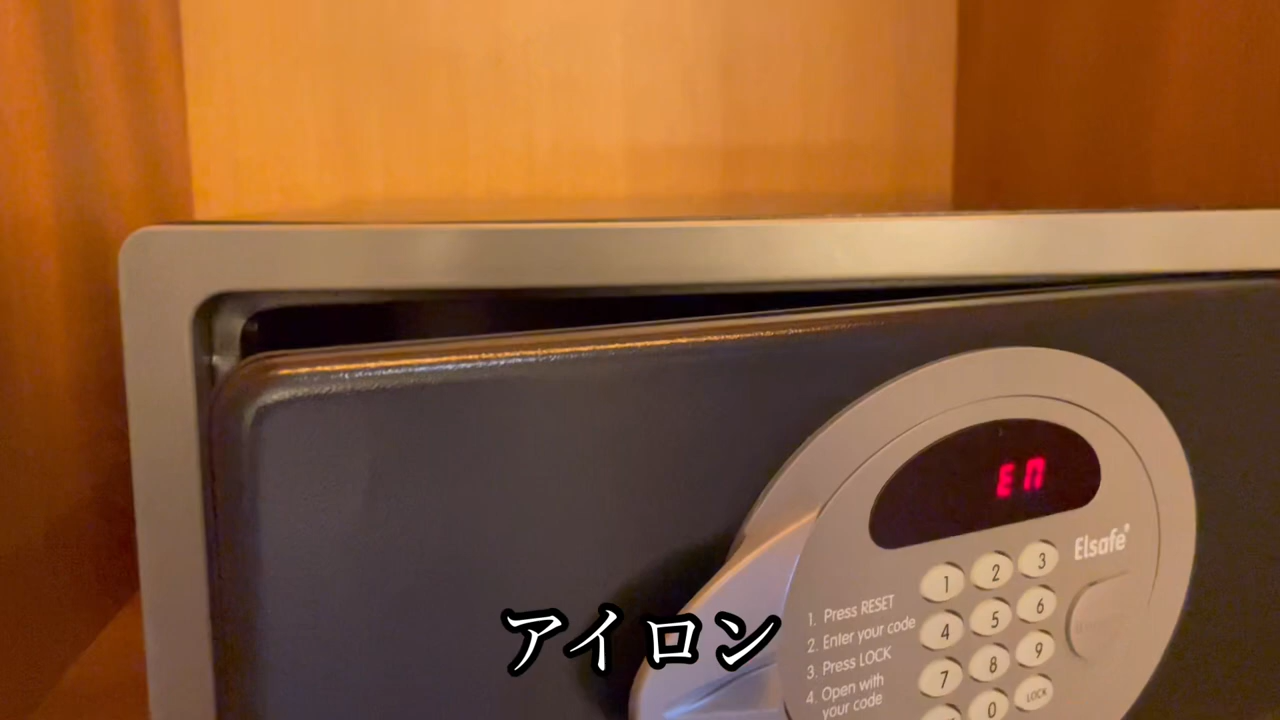 En
Elsafe
1 2 3
4 5 6
7 8 9
0 LOCK
1. Press RESET
2. Enter your code
3. Press LOCK
4. Open with
your code
アイロン